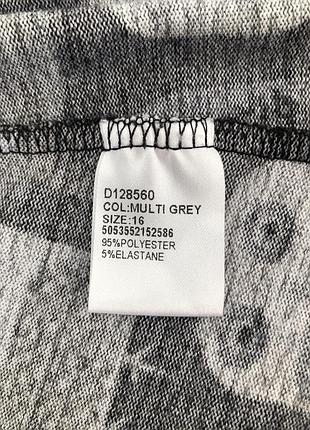 D128560
COL:MULTI GREY
SIZE:16
5053552152586
95%POLYESTER
5%ELASTANE